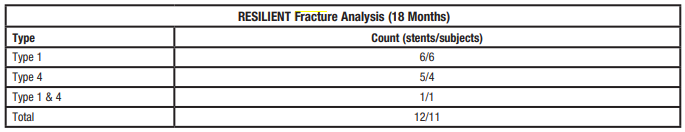 RESILIENT Fracture Analysis (18 Months)
Type Count (stents/subjects)
Type 1 6/6
Type 4 5/4
Type 1 & 4 1/1
Total 12/11